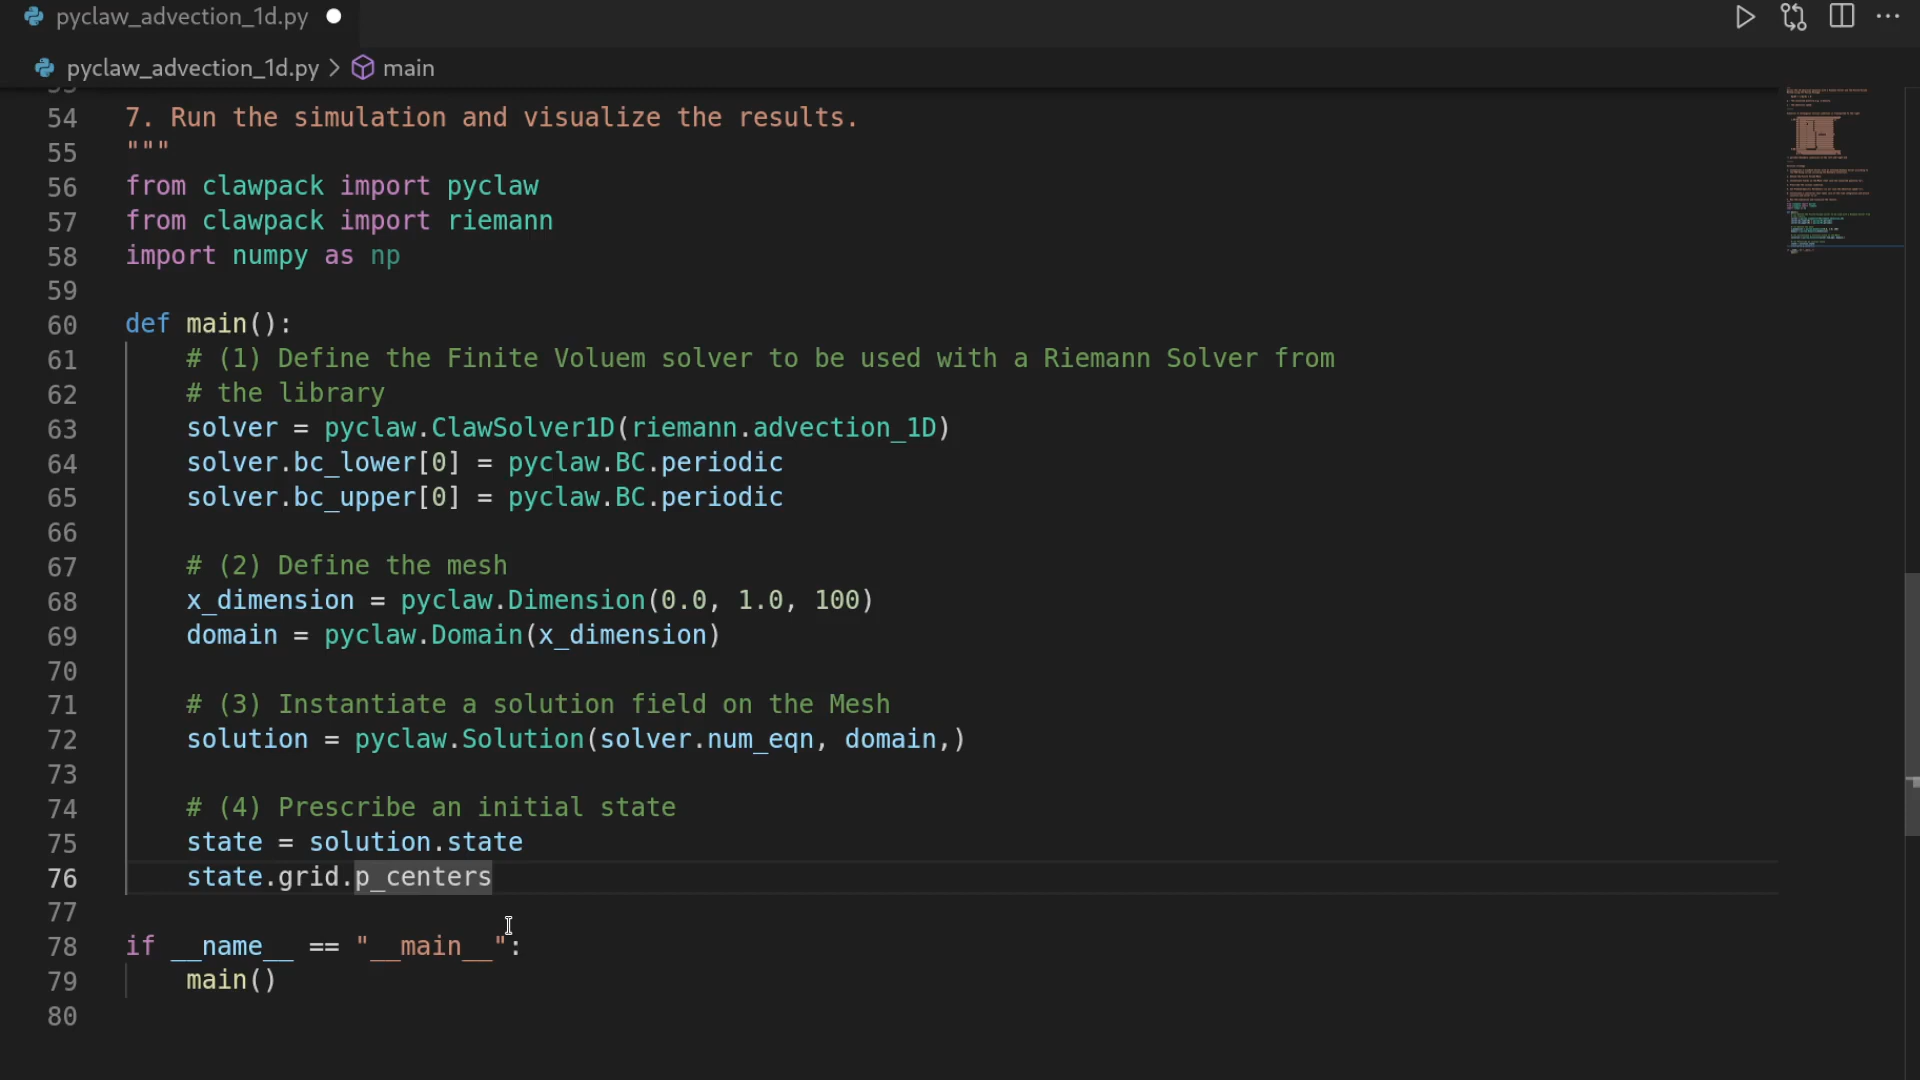 pyclaw_advection_1d.py
pyclaw_advection_1d.py > main
54 7. Run the simulation and visualize the results.
55 """
56 from clawpack import pyclaw
57 from clawpack import riemann
58 import numpy as np
59
60 def main():
61 # (1) Define the Finite Voluem solver to be used with a Riemann Solver from
62 # the library
63 solver = pyclaw.ClawSolver1D(riemann.advection_1D)
64 solver.bc_lower[0] = pyclaw.BC.periodic
65 solver.bc_upper[0] = pyclaw.BC.periodic
66
67 # (2) Define the mesh
68 x_dimension = pyclaw.Dimension(0.0, 1.0, 100)
69 domain = pyclaw.Domain(x_dimension)
70
71 # (3) Instantiate a solution field on the Mesh
72 solution = pyclaw.Solution(solver.num_eqn, domain,)
73
74 # (4) Prescribe an initial state
75 state = solution.state
76 state.grid.p_centers
77
78 if __name__ == "__main__":
79 main()
80